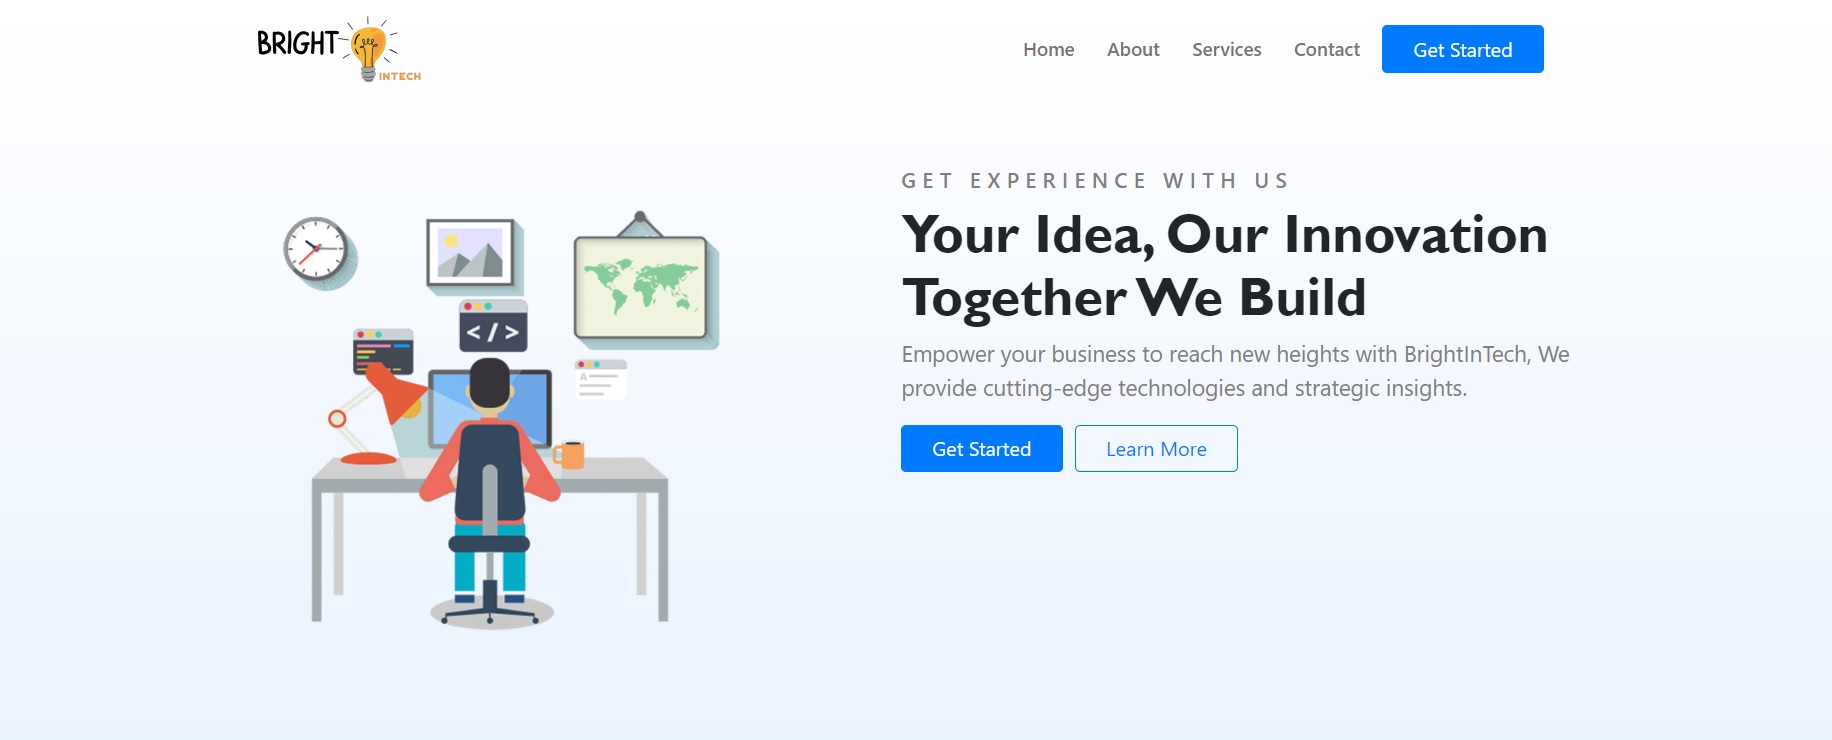 BRIGHT
INTECH
Home About Services Contact Get Started
GET EXPERIENCE WITH US
Your Idea, Our Innovation
Together We Build
Empower your business to reach new heights with BrightInTech, We
provide cutting-edge technologies and strategic insights.
Get Started Learn More
</>
A